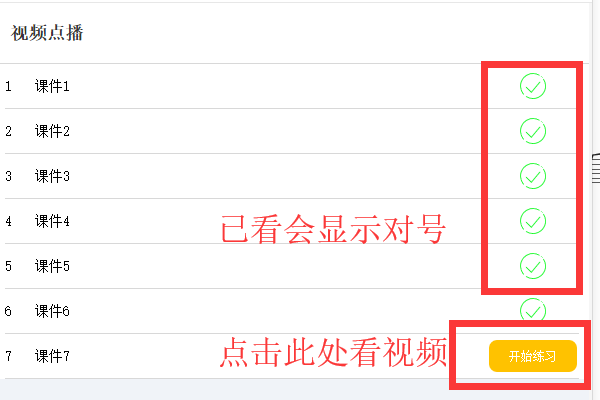 视频点播
1 课件1
2 课件2
3 课件3
4 课件4
已看会显示对号
5 课件5
6 课件6
点击此处看视频
7 课件7 开始练习